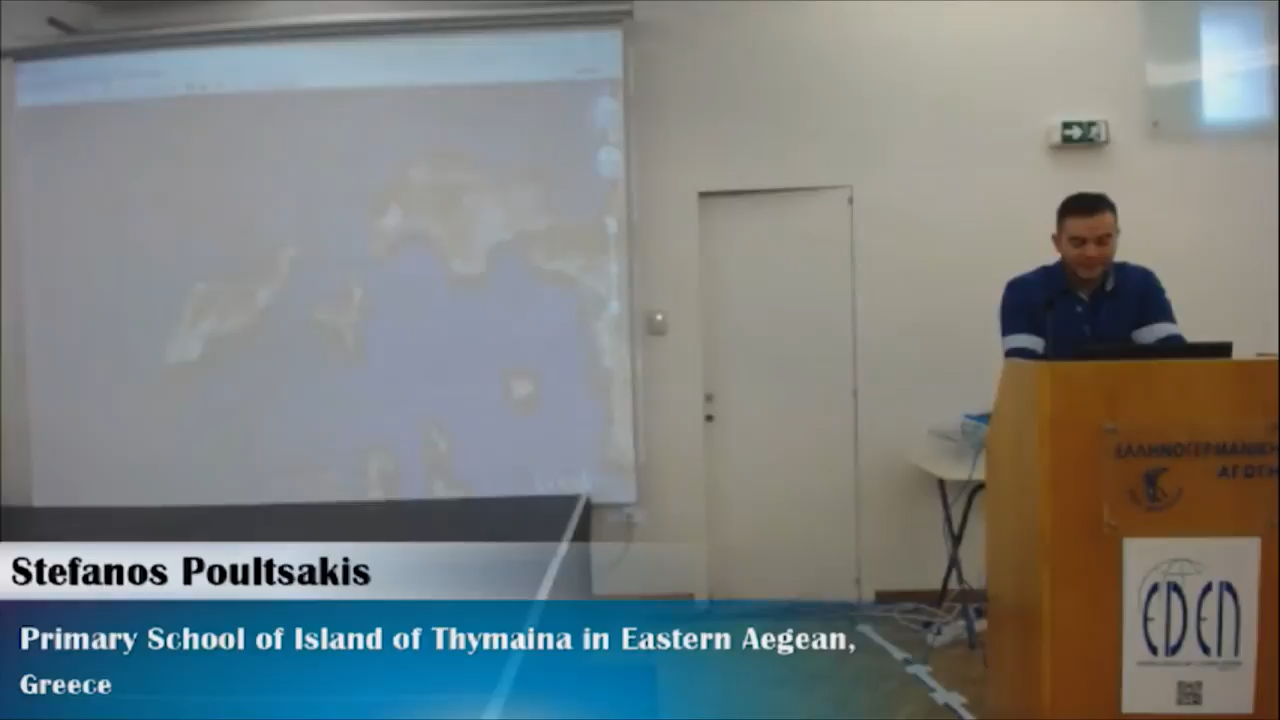 ΕΛΛΗΝΟΓΕΡΜΑΝΙΚΗ
ΑΓΩΓΗ
EDEN
Stefanos Poultsakis
Primary School of Island of Thymaina in Eastern Aegean,
Greece